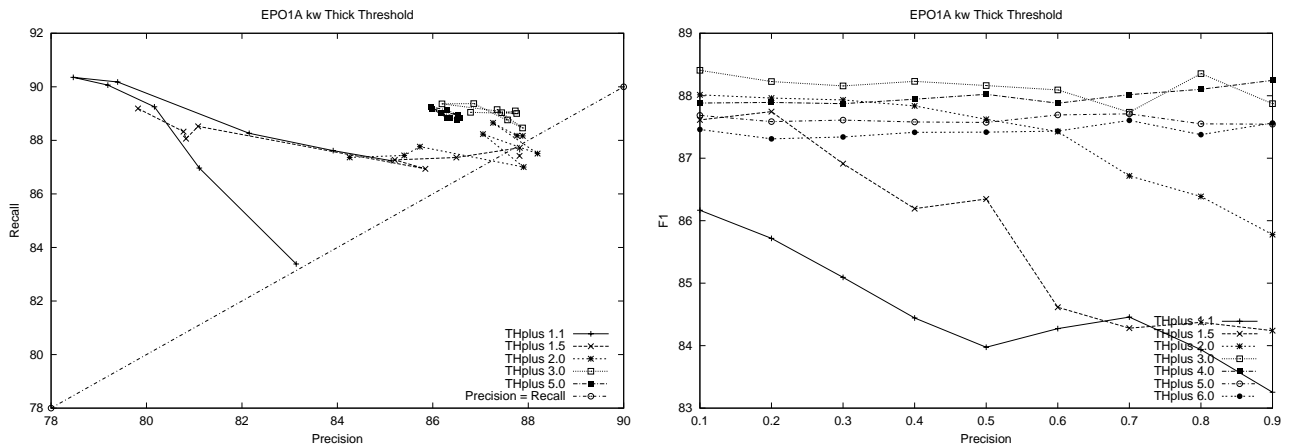 EPO1A kw Thick Threshold
92
90
88
86
84
82
80
78
Recall
THplus 1.1
THplus 1.5
THplus 2.0
THplus 3.0
THplus 5.0
Precision = Recall
78 80 82 84 86 88 90
Precision
EPO1A kw Thick Threshold
89
88
87
86
85
84
83
F1
THplus 1.1
THplus 1.5
THplus 2.0
THplus 3.0
THplus 4.0
THplus 5.0
THplus 6.0
0.1 0.2 0.3 0.4 0.5 0.6 0.7 0.8 0.9
Precision